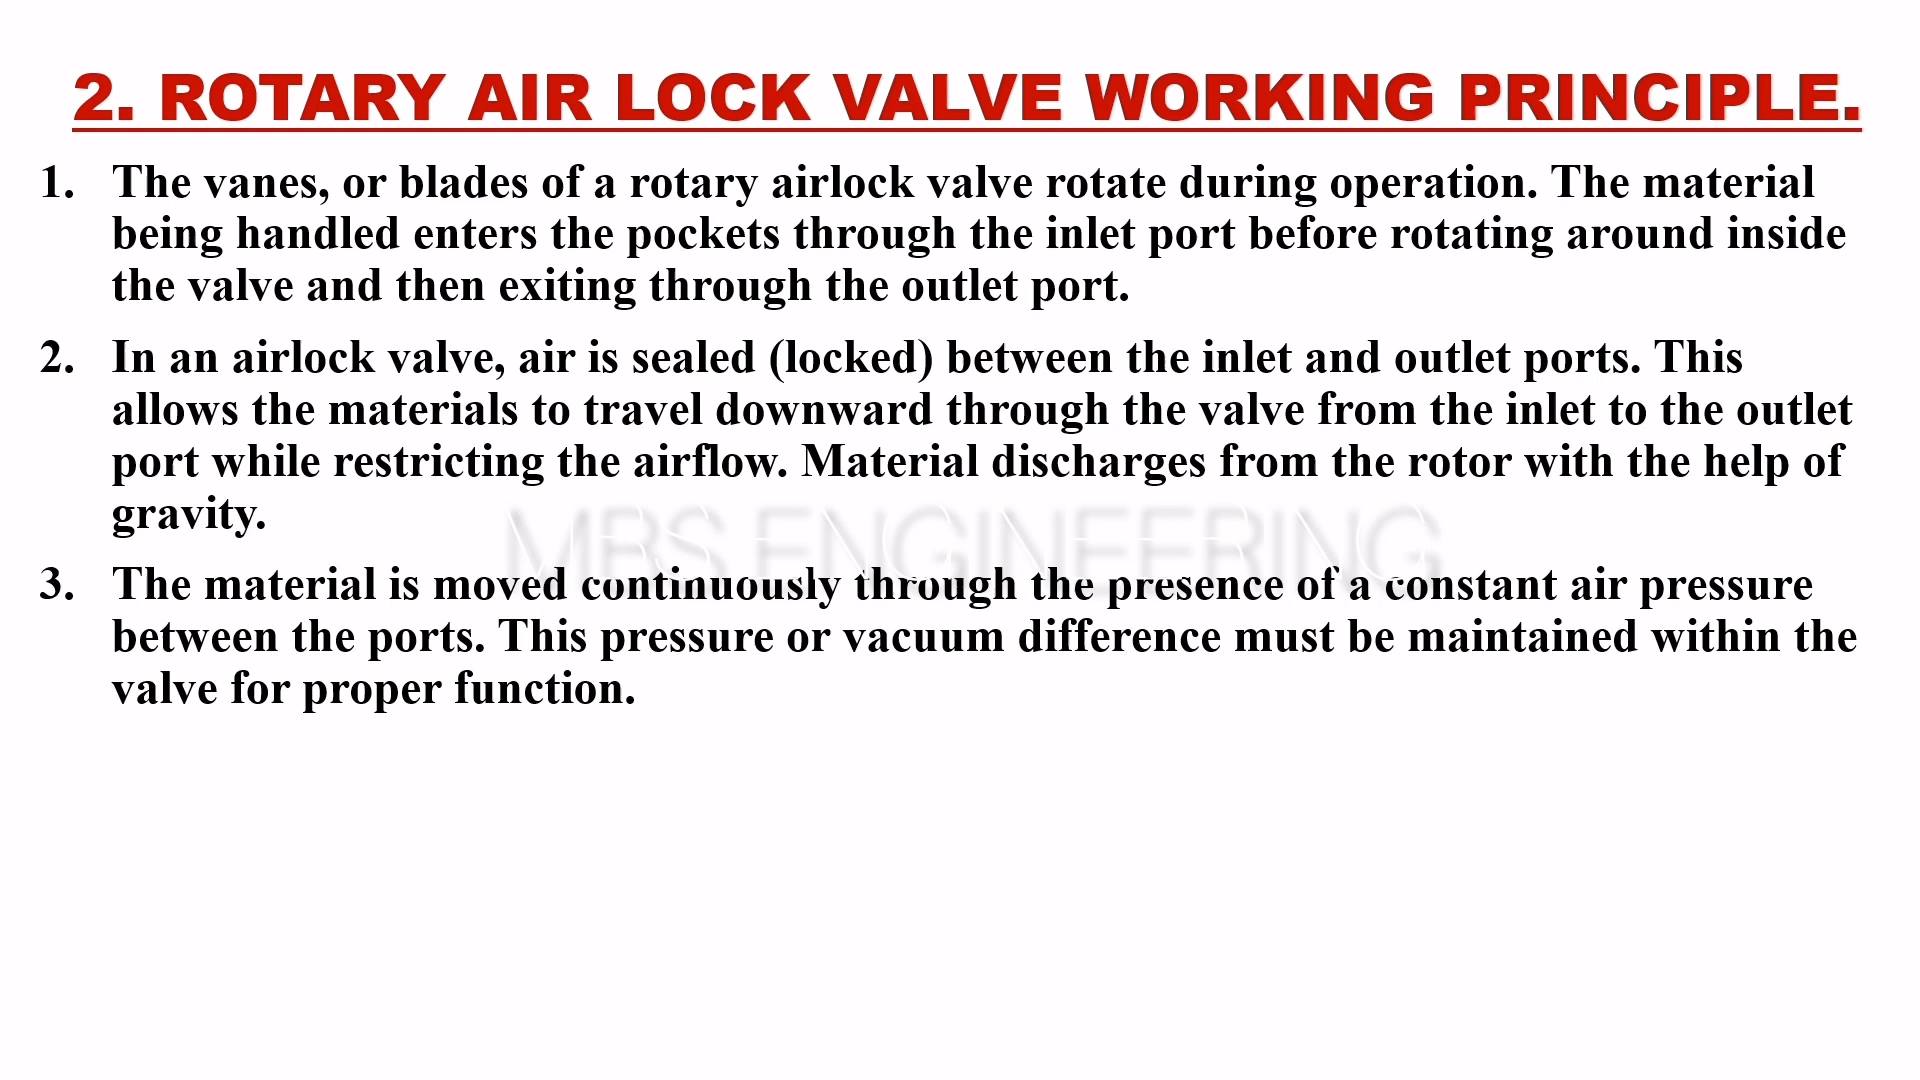 2. ROTARY AIR LOCK VALVE WORKING PRINCIPLE.
1. The vanes, or blades of a rotary airlock valve rotate during operation. The material
being handled enters the pockets through the inlet port before rotating around inside
the valve and then exiting through the outlet port.
2. In an airlock valve, air is sealed (locked) between the inlet and outlet ports. This
allows the materials to travel downward through the valve from the inlet to the outlet
port while restricting the airflow. Material discharges from the rotor with the help of
gravity.
MBS ENGINEERING
3. The material is moved continuously through the presence of a constant air pressure
between the ports. This pressure or vacuum difference must be maintained within the
valve for proper function.